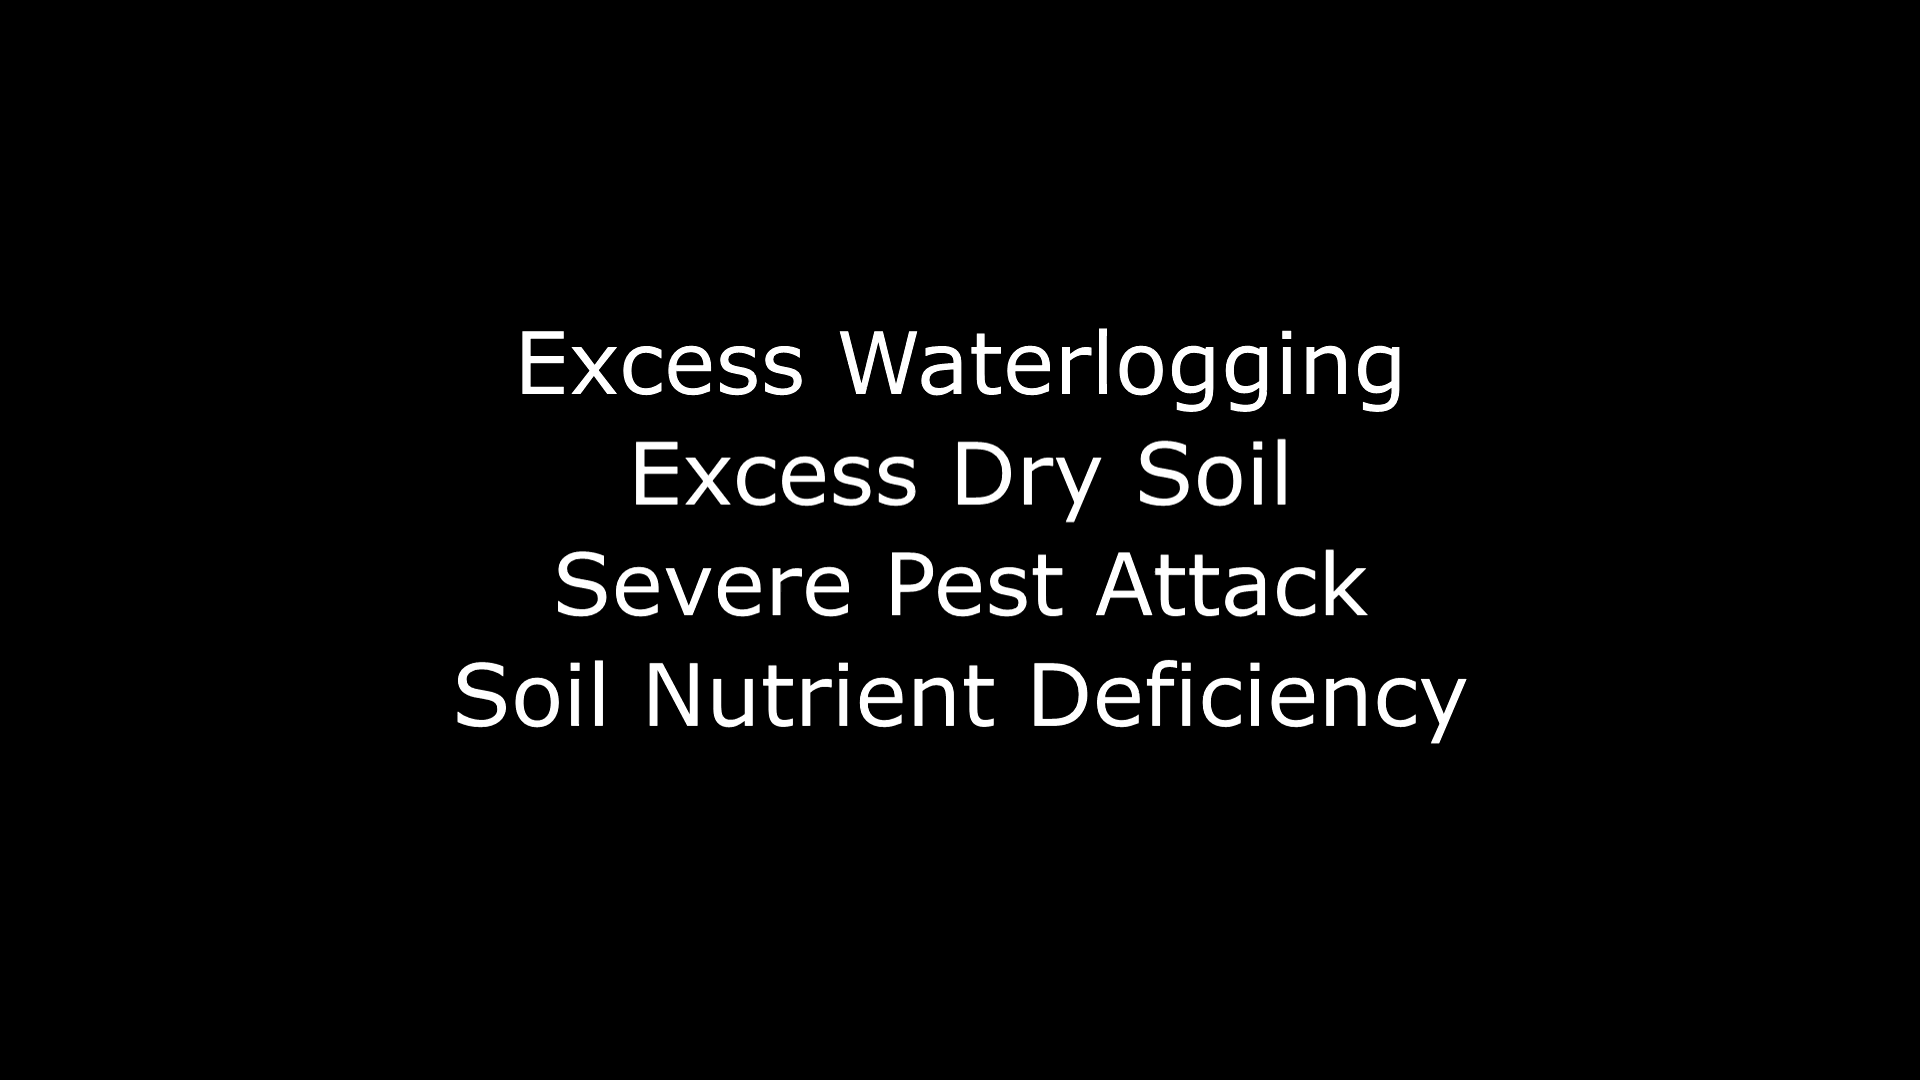 Excess Waterlogging
Excess Dry Soil
Severe Pest Attack
Soil Nutrient Deficiency